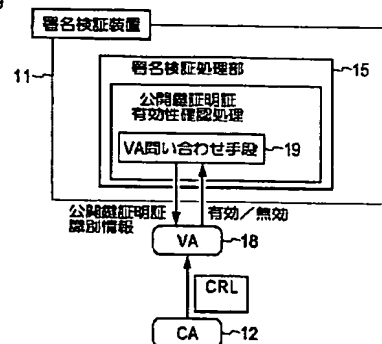 署名検証装置
11
署名検証処理部
15
公開鍵証明証
有効性確認処理
VA問い合わせ手段
19
公開鍵証明証
識別情報
有効/無効
VA
18
CRL
CA
12